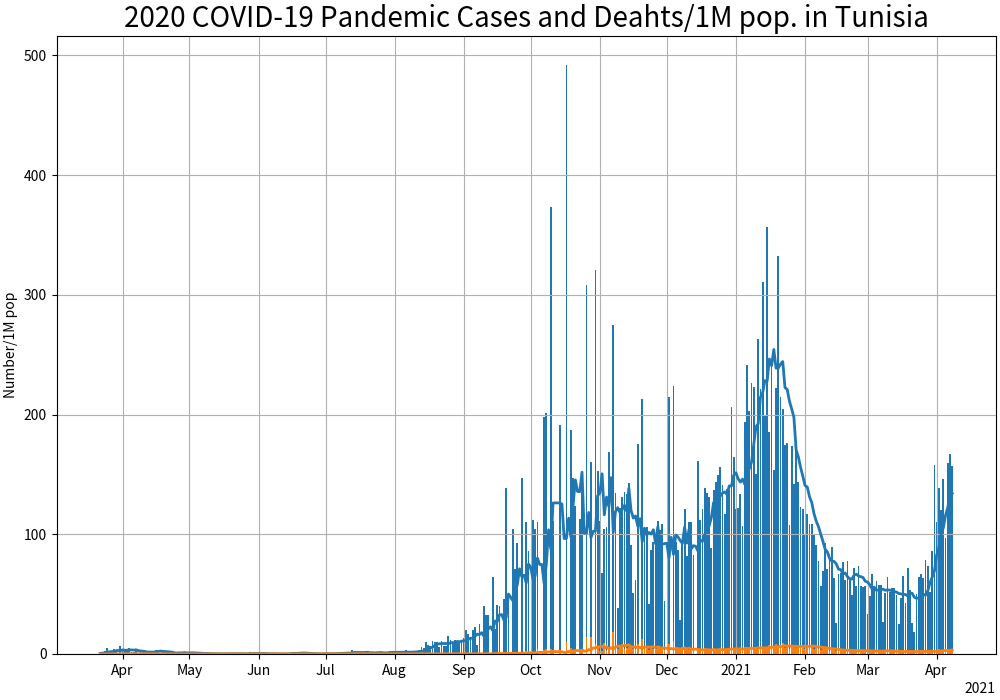 2020 COVID-19 Pandemic Cases and Deahts/1M pop. in Tunisia
Number/1M pop
500
400
300
200
100
0
Apr May Jun Jul Aug Sep Oct Nov Dec 2021 Feb Mar Apr
2021